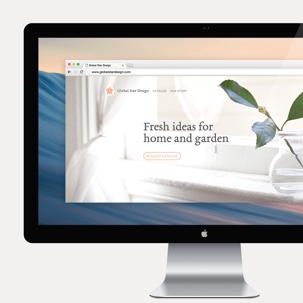 Global Star Design
www.globalstardesign.com
Global Star Design CATALOG OUR STORY
Fresh ideas for
home and garden
REQUEST CATALOG